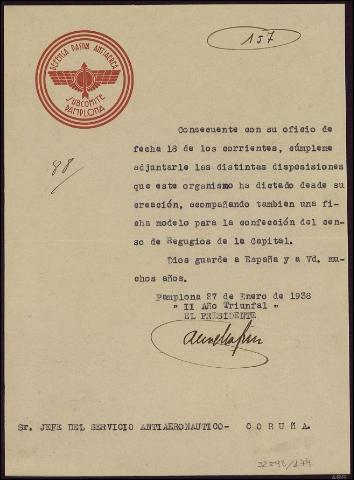 157
DEFENSA PASIVA ANTIAEREA
SUBCOMITE
PAMPLONA
88
Consecuente con su oficio de
fecha 18 de los corrientes, cúmpleme
adjuntarle las distintas disposiciones
que este organismo ha dictado desde su
creación, acompañando tambien una fi-
cha modelo para la confección del cen-
so de Regugios de la Capital.
Dios guarde a España y a Vd. mu-
chos años.
Pamplona 27 de Enero de 1938
" II Año Triunfal "
EL PRESIDENTE
Sr. JEFE DEL SERVICIO ANTIAERONAUTICO- CORUÑA.